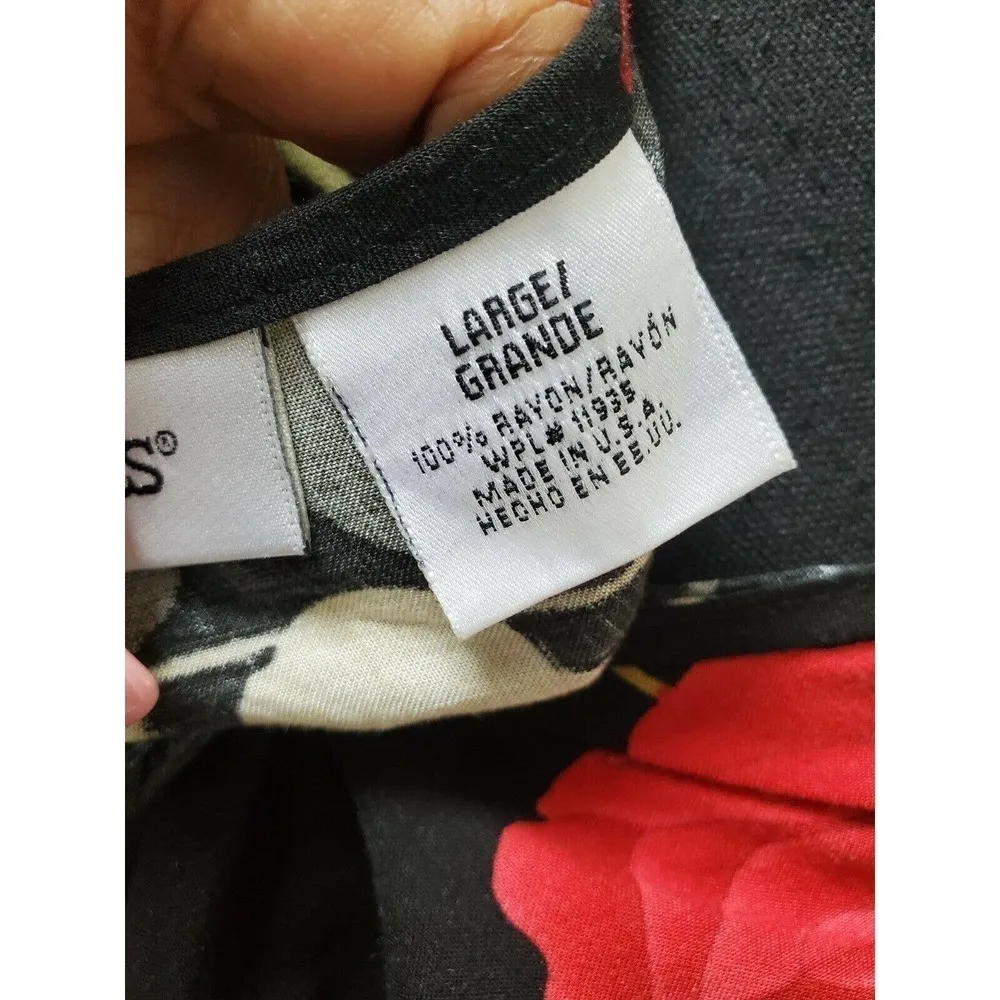 LARGE/
GRANDE
100% RAYON/RAYÓN
WPL# 11935
MADE IN U.S.A.
HECHO EN EE.UU.
S®